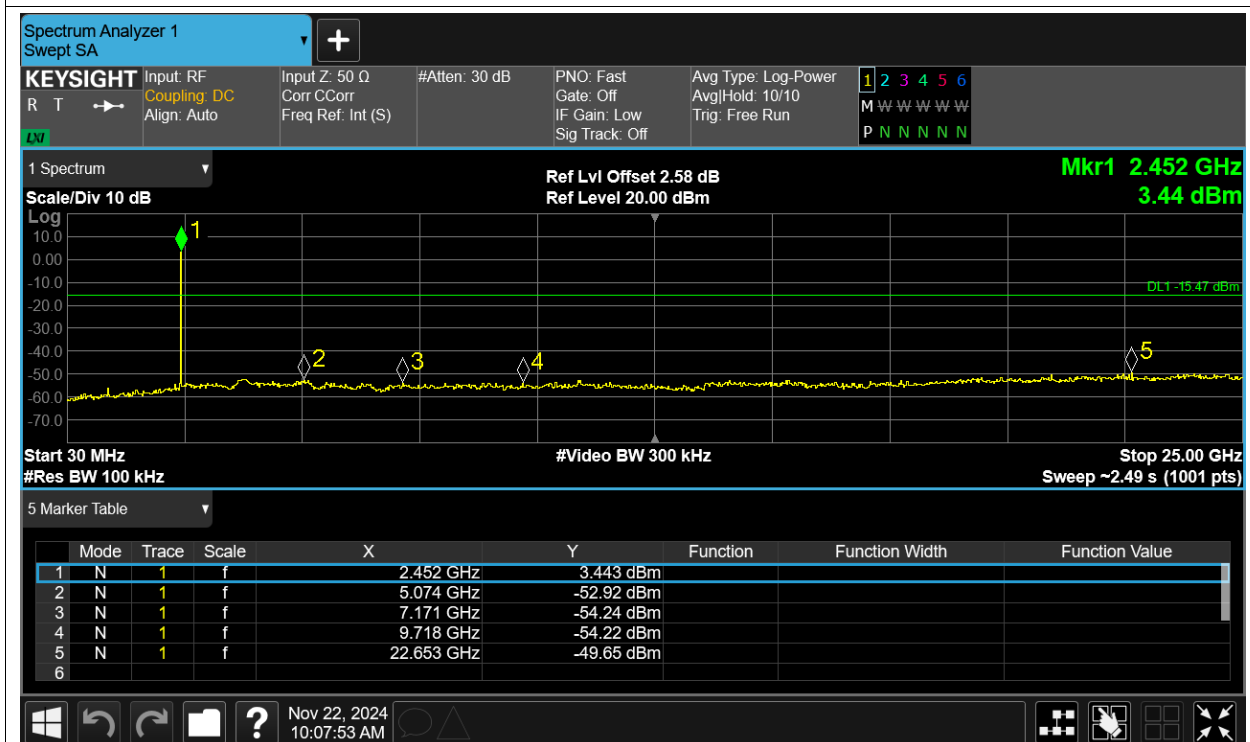 Spectrum Analyzer 1
Swept SA
KEYSIGHT
R T
LXI
Input: RF
Coupling: DC
Align: Auto
Input Z: 50 Ω
Corr CCorr
Freq Ref: Int (S)
#Atten: 30 dB
PNO: Fast
Gate: Off
IF Gain: Low
Sig Track: Off
Avg Type: Log-Power
Avg|Hold: 10/10
Trig: Free Run
1 2 3 4 5 6
M W W W W W
P N N N N N
1 Spectrum
Scale/Div 10 dB
Ref Lvl Offset 2.58 dB
Ref Level 20.00 dBm
Mkr1 2.452 GHz
3.44 dBm
Log
10.0
0.00
-10.0
-20.0
-30.0
-40.0
-50.0
-60.0
-70.0
1
2
3
4
5
DL1 -15.47 dBm
Start 30 MHz
#Video BW 300 kHz
Stop 25.00 GHz
#Res BW 100 kHz
Sweep ~2.49 s (1001 pts)
5 Marker Table
Mode Trace Scale X Y Function Function Width Function Value
1 N 1 f 2.452 GHz 3.443 dBm
2 N 1 f 5.074 GHz -52.92 dBm
3 N 1 f 7.171 GHz -54.24 dBm
4 N 1 f 9.718 GHz -54.22 dBm
5 N 1 f 22.653 GHz -49.65 dBm
6
?
Nov 22, 2024
10:07:53 AM